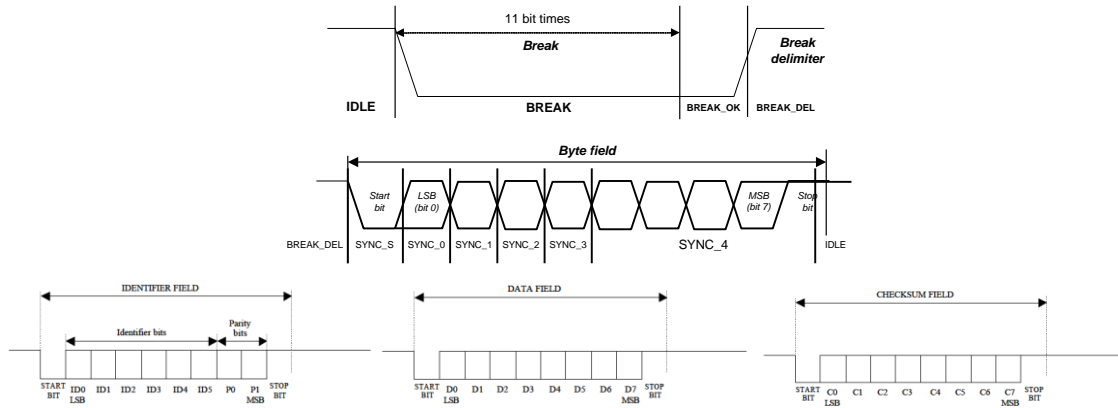 11 bit times
Break
Break
delimiter
IDLE
BREAK
BREAK_OK
BREAK_DEL
Byte field
Start
bit
LSB
(bit 0)
MSB
(bit 7)
Stop
bit
BREAK_DEL
SYNC_S
SYNC_0
SYNC_1
SYNC_2
SYNC_3
SYNC_4
IDLE
IDENTIFIER FIELD
Identifier bits
Parity
bits
START
BIT
ID0
LSB
ID1
ID2
ID3
ID4
ID5
P0
P1
MSB
STOP
BIT
DATA FIELD
START
BIT
D0
LSB
D1
D2
D3
D4
D5
D6
D7
MSB
STOP
BIT
CHECKSUM FIELD
START
BIT
C0
LSB
C1
C2
C3
C4
C5
C6
C7
MSB
STOP
BIT